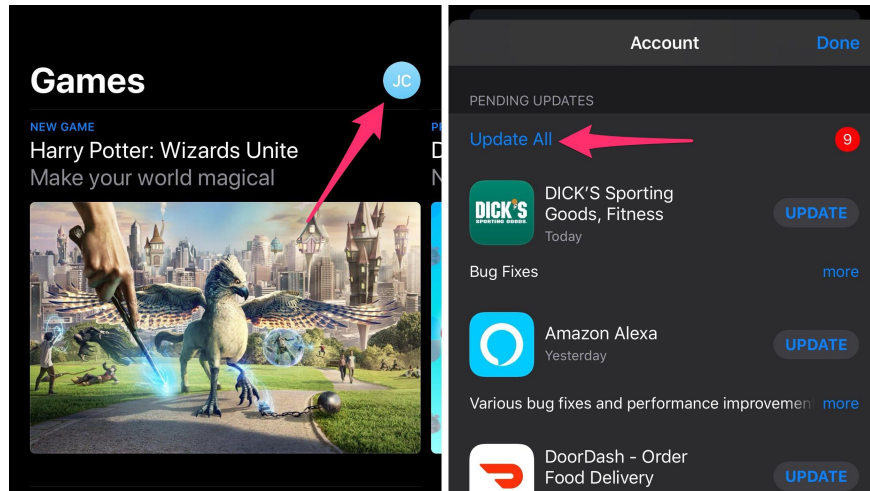 Games
JC
NEW GAME
Harry Potter: Wizards Unite
Make your world magical
Account
Done
PENDING UPDATES
Update All
9
DICK'S
SPORTING GOODS.
DICK'S Sporting
Goods, Fitness
Today
UPDATE
Bug Fixes
more
Amazon Alexa
Yesterday
UPDATE
Various bug fixes and performance improvemen
more
DoorDash - Order
Food Delivery
UPDATE